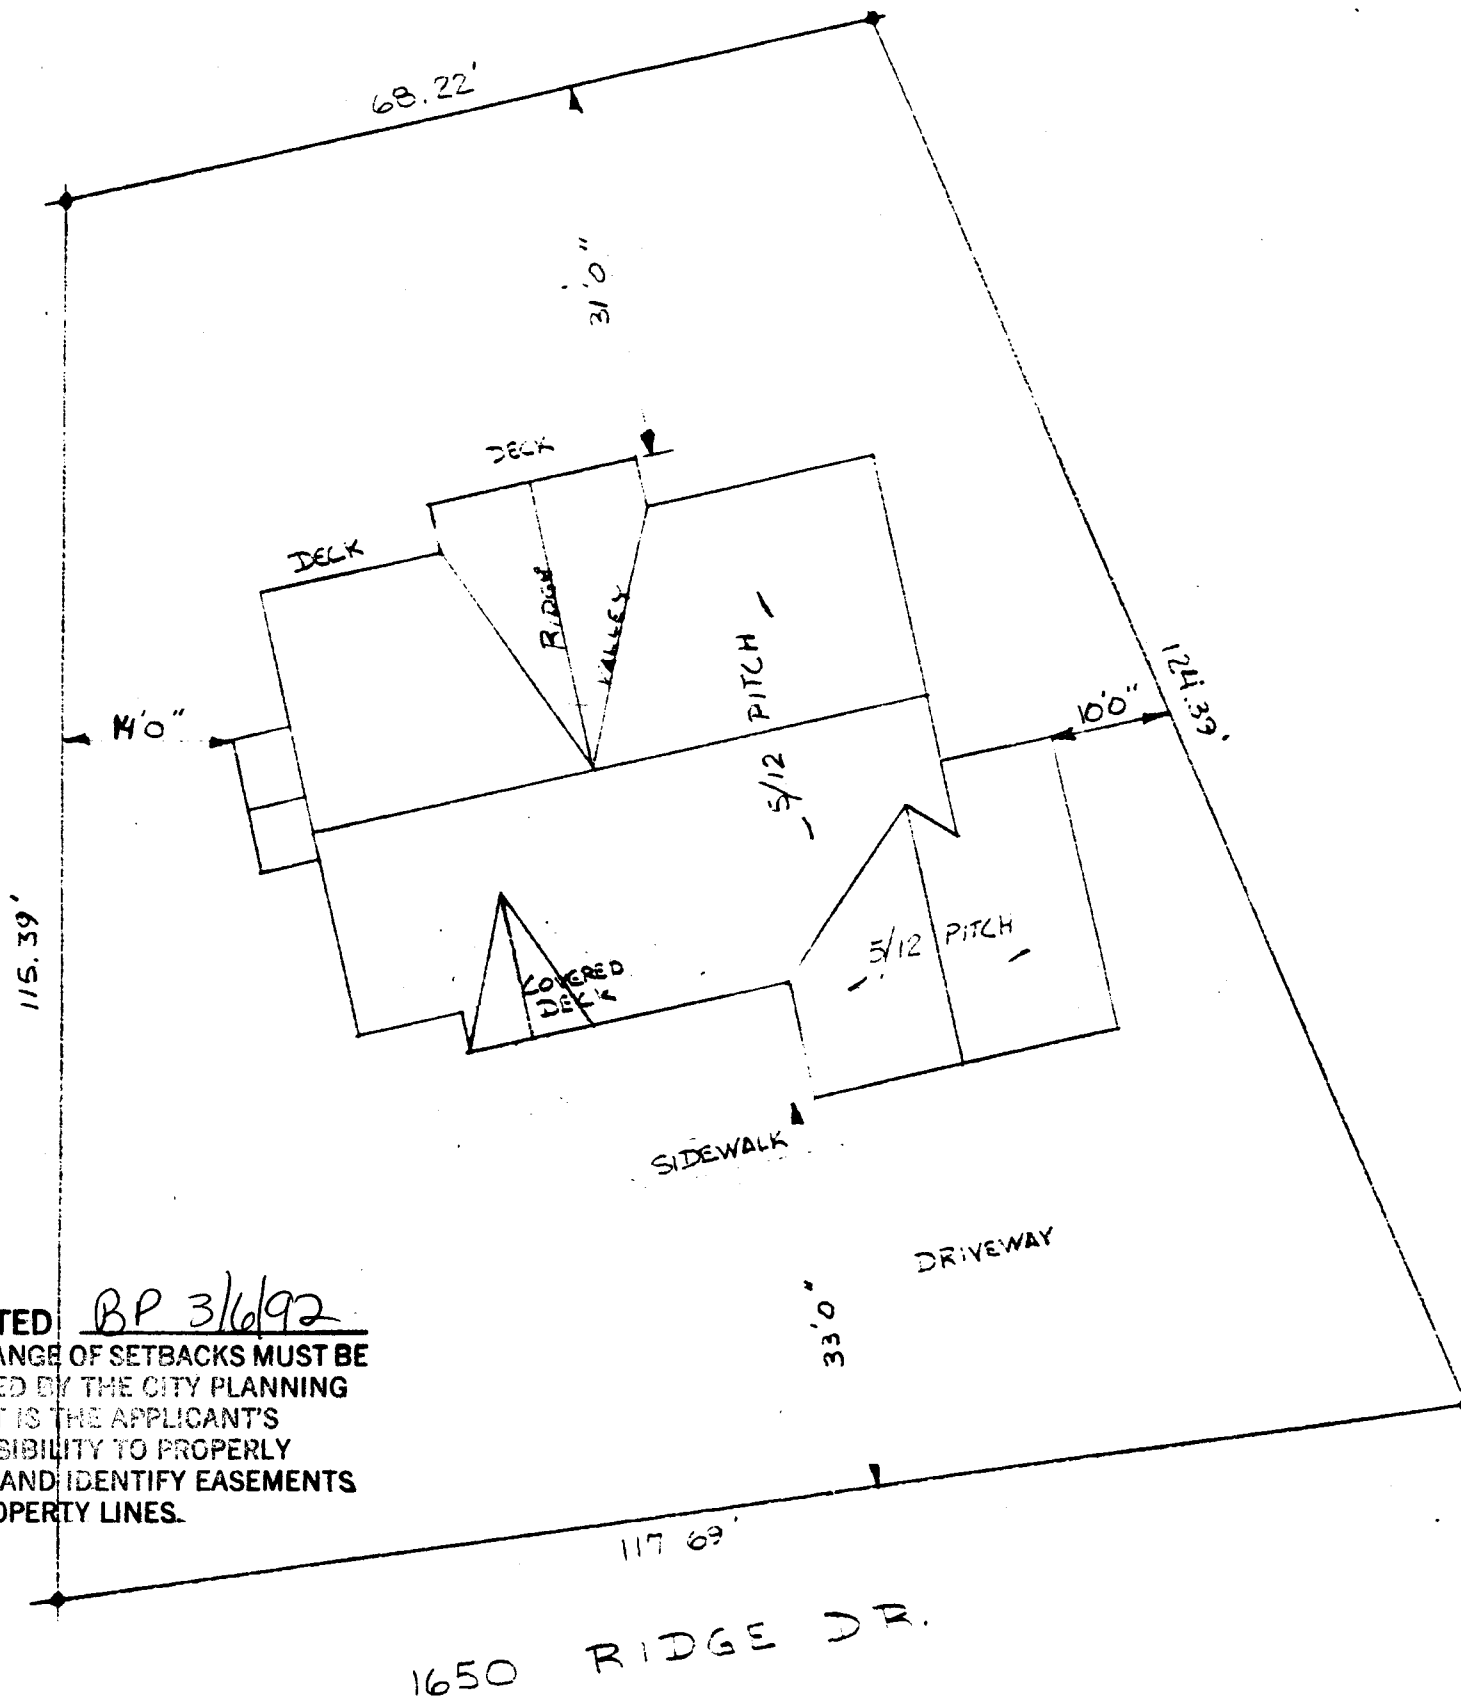 68.22'
31'0"
DECK
DECK
RIDGE
VALLEY
5/12 PITCH
124.39'
14'0"
10'0"
115.39'
5/12 PITCH
COVERED
DECK
SIDEWALK
DRIVEWAY
33'0"
TED BP 3/6/92
ANGE OF SETBACKS MUST BE
ED BY THE CITY PLANNING
T IS THE APPLICANT'S
SIBILITY TO PROPERLY
AND IDENTIFY EASEMENTS
OPERTY LINES.
117 69'
1650 RIDGE DR.